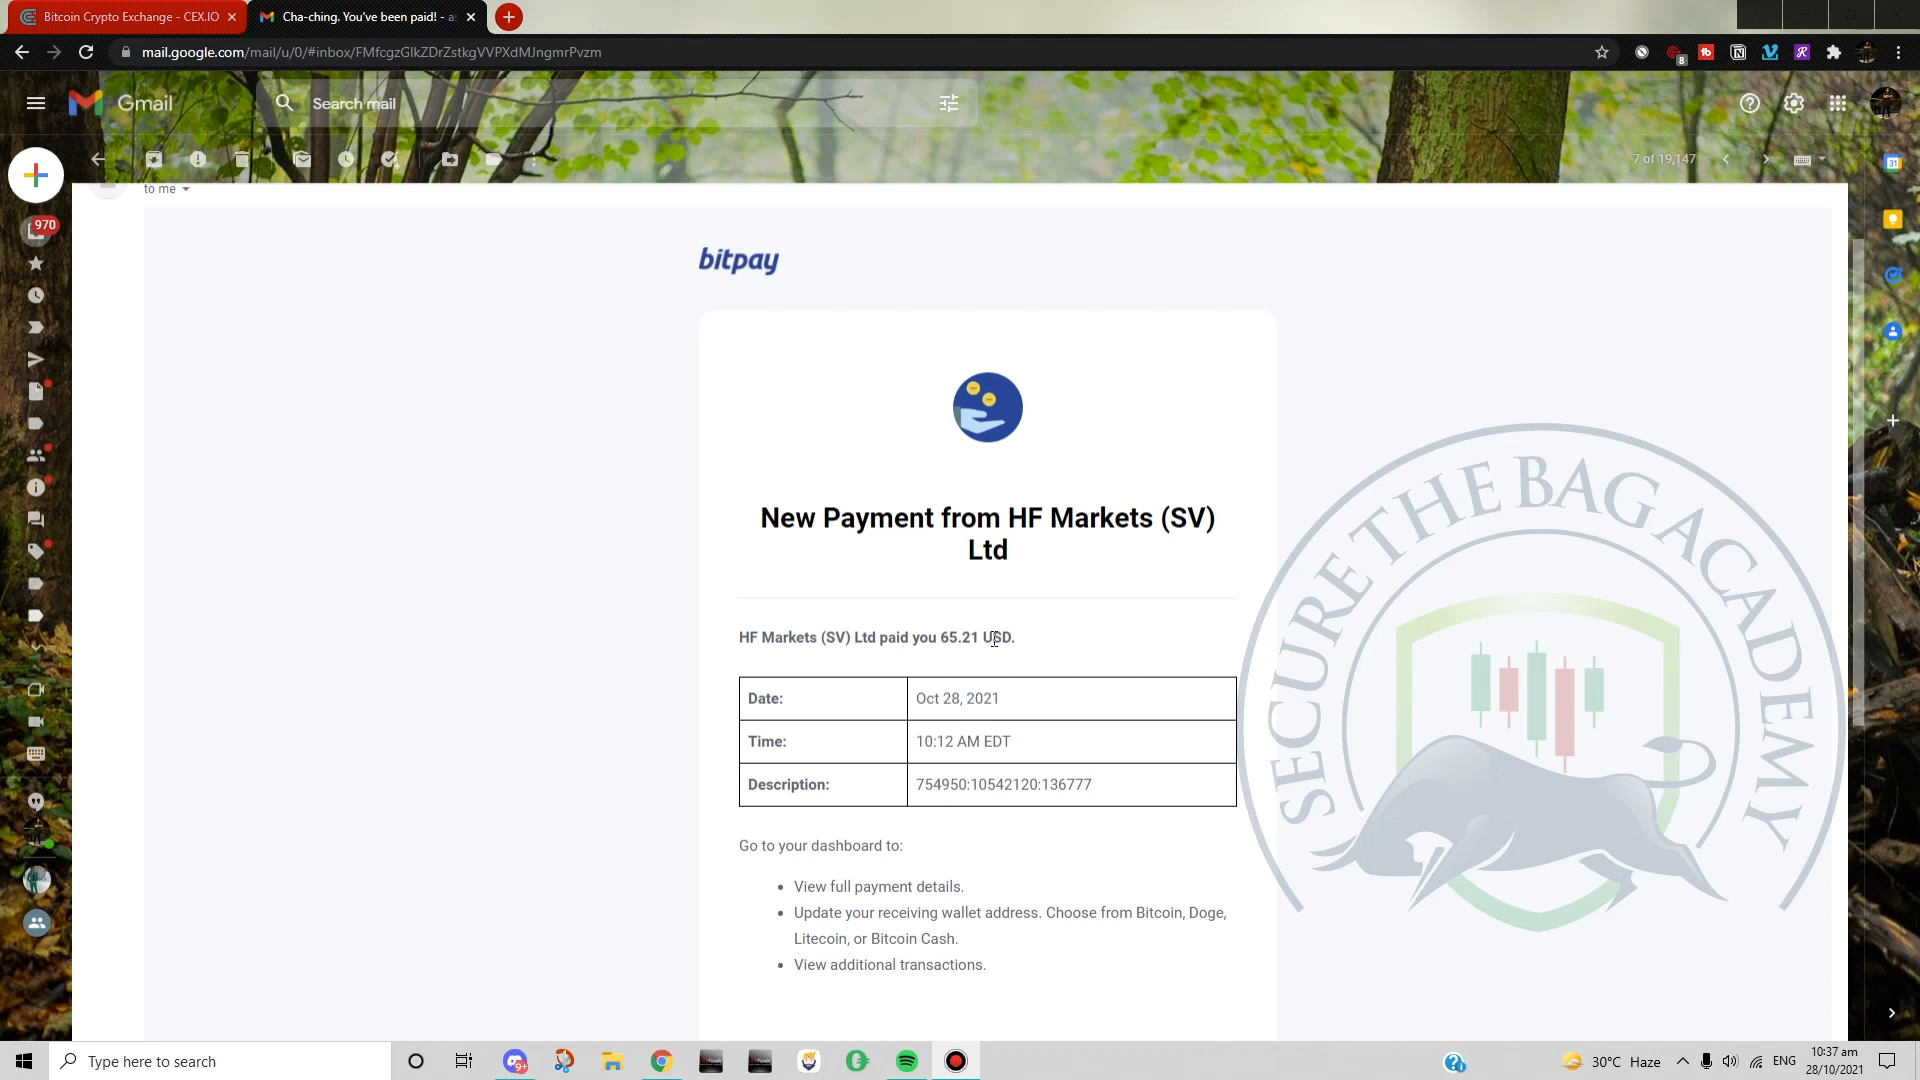 Bitcoin Crypto Exchange - CEX.IO
Cha-ching. You've been paid! - a
mail.google.com/mail/u/0/#inbox/FMfcgzGlkZDrZstkgVVPXdMJngmrPvzm
8
Gmail
Search mail
7 of 19,147
31
to me
970
bitpay
New Payment from HF Markets (SV)
Ltd
HF Markets (SV) Ltd paid you 65.21 USD.
Date: Oct 28, 2021
Time: 10:12 AM EDT
Description: 754950:10542120:136777
Go to your dashboard to:
• View full payment details.
• Update your receiving wallet address. Choose from Bitcoin, Doge,
Litecoin, or Bitcoin Cash.
• View additional transactions.
SECURE THE BAG ACADEMY
Type here to search
9+
30°C Haze
ENG
10:37 am
28/10/2021